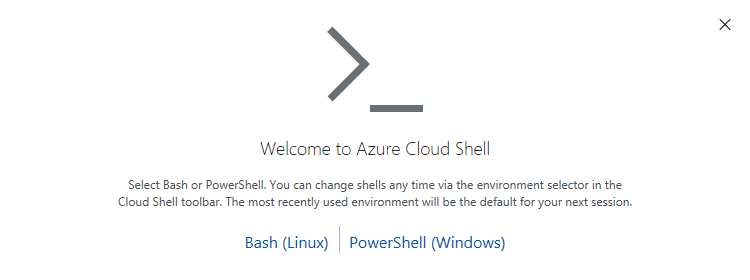 Welcome to Azure Cloud Shell
Select Bash or PowerShell. You can change shells any time via the environment selector in the
Cloud Shell toolbar. The most recently used environment will be the default for your next session.
Bash (Linux) PowerShell (Windows)